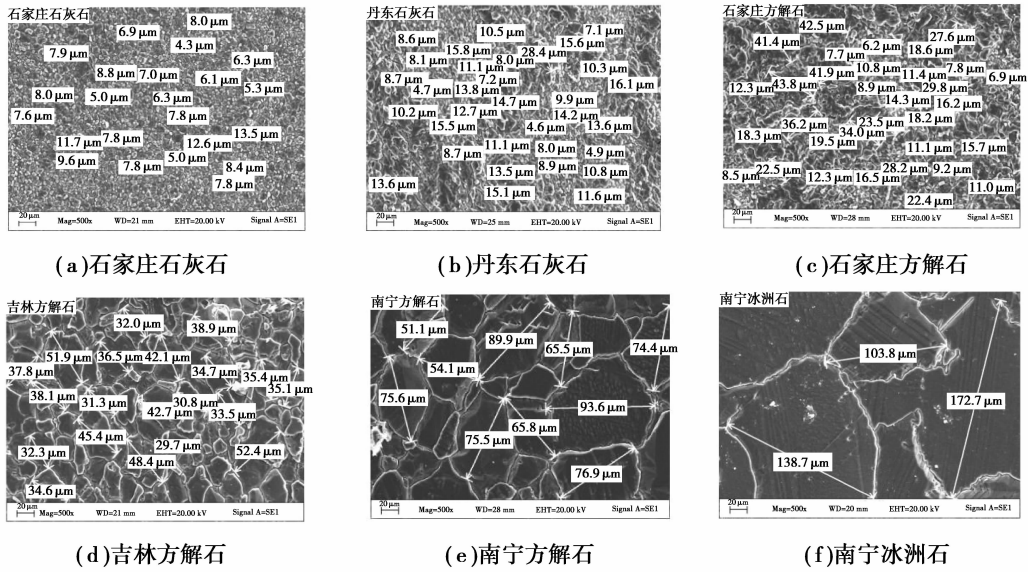 石家庄石灰石
8.0 μm
6.9 μm
4.3 μm
7.9 μm
6.3 μm
8.8 μm
7.0 μm
6.1 μm
5.3 μm
8.0 μm
5.0 μm
6.3 μm
7.6 μm
7.8 μm
13.5 μm
11.7 μm
7.8 μm
12.6 μm
9.6 μm
5.0 μm
7.8 μm
8.4 μm
7.8 μm
20 μm
Mag=500x
WD=21 mm
EHT=20.00 kV
Signal A=SE1
(a)石家庄石灰石
丹东石灰石
10.5 μm
7.1 μm
8.6 μm
15.6 μm
15.8 μm
28.4 μm
8.1 μm
8.0 μm
11.1 μm
10.3 μm
8.7 μm
7.2 μm
16.1 μm
4.7 μm
13.8 μm
14.7 μm
9.9 μm
10.2 μm
12.7 μm
14.2 μm
15.5 μm
4.6 μm
13.6 μm
11.1 μm
8.0 μm
8.7 μm
4.9 μm
8.9 μm
13.5 μm
10.8 μm
13.6 μm
15.1 μm
11.6 μm
20 μm
Mag=500x
WD=25 mm
EHT=20.00 kV
Signal A=SE1
(b)丹东石灰石
石家庄方解石
42.5 μm
27.6 μm
41.4 μm
6.2 μm
18.6 μm
7.7 μm
10.8 μm
7.8 μm
41.9 μm
11.4 μm
6.9 μm
12.3 μm
43.8 μm
8.9 μm
29.8 μm
14.3 μm
16.2 μm
36.2 μm
23.5 μm
18.2 μm
18.3 μm
34.0 μm
19.5 μm
11.1 μm
15.7 μm
22.5 μm
28.2 μm
9.2 μm
8.5 μm
12.3 μm
16.5 μm
11.0 μm
22.4 μm
20 μm
Mag=500x
WD=28 mm
EHT=20.00 kV
Signal A=SE1
(c)石家庄方解石
吉林方解石
32.0 μm
38.9 μm
51.9 μm
36.5 μm
42.1 μm
37.8 μm
34.7 μm
35.4 μm
35.1 μm
38.1 μm
31.3 μm
30.8 μm
42.7 μm
33.5 μm
45.4 μm
29.7 μm
32.3 μm
52.4 μm
48.4 μm
34.6 μm
20 μm
Mag=500x
WD=21 mm
EHT=20.00 kV
Signal A=SE1
(d)吉林方解石
南宁方解石
51.1 μm
89.9 μm
65.5 μm
74.4 μm
54.1 μm
75.6 μm
93.6 μm
65.8 μm
75.5 μm
76.9 μm
20 μm
Mag=500x
WD=28 mm
EHT=20.00 kV
Signal A=SE1
(e)南宁方解石
南宁冰洲石
103.8 μm
172.7 μm
138.7 μm
20 μm
Mag=500x
WD=20 mm
EHT=20.00 kV
Signal A=SE1
(f)南宁冰洲石